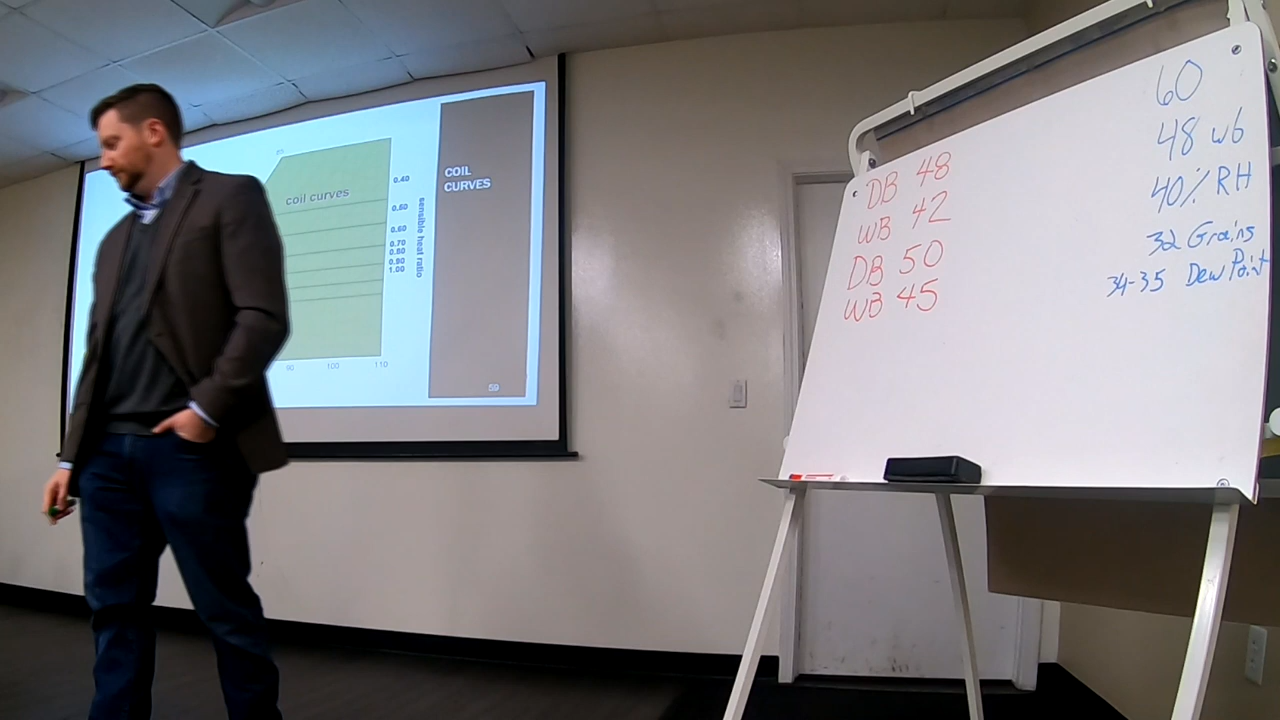 coil curves
0.40
0.50
0.60
0.70
0.80
0.90
1.00
sensible heat ratio
90 100 110
COIL
CURVES
59
DB 48
WB 42
DB 50
WB 45
60
48 wb
40% RH
32 Grains
34-35 Dew Point